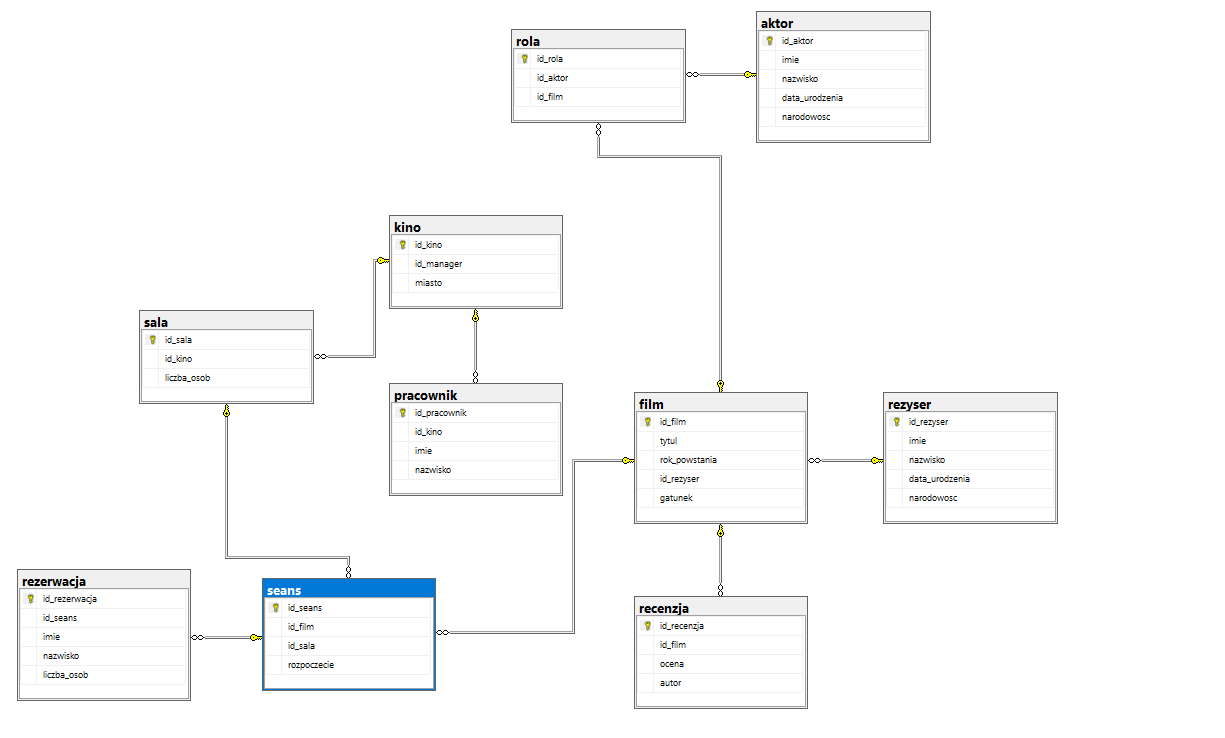 aktor
id_aktor
imie
nazwisko
data_urodzenia
narodowosc
rola
id_rola
id_aktor
id_film
kino
id_kino
id_manager
miasto
sala
id_sala
id_kino
liczba_osob
pracownik
id_pracownik
id_kino
imie
nazwisko
film
id_film
tytul
rok_powstania
id_rezyser
gatunek
rezyser
id_rezyser
imie
nazwisko
data_urodzenia
narodowosc
rezerwacja
id_rezerwacja
id_seans
imie
nazwisko
liczba_osob
seans
id_seans
id_film
id_sala
rozpoczecie
recenzja
id_recenzja
id_film
ocena
autor